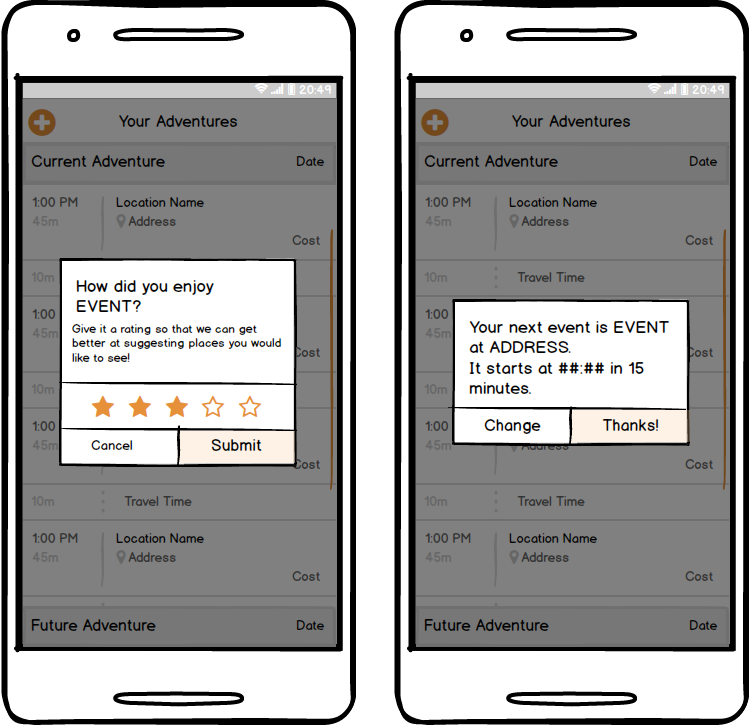 20:49
Your Adventures
Current Adventure Date
1:00 PM Location Name
45m Address
Cost
10m
How did you enjoy
EVENT?
1:00
Give it a rating so that we can get
45m better at suggesting places you would
like to see!
Cost
10m
1:00
45m Cancel Submit
Cost
10m Travel Time
1:00 PM Location Name
45m Address
Cost
Future Adventure Date
20:49
Your Adventures
Current Adventure Date
1:00 PM Location Name
45m Address
Cost
10m Travel Time
1:00
Your next event is EVENT
45m at ADDRESS.
It starts at ##:## in 15
10m minutes.
1:00 Change Thanks!
45m Address
Cost
10m Travel Time
1:00 PM Location Name
45m Address
Cost
Future Adventure Date